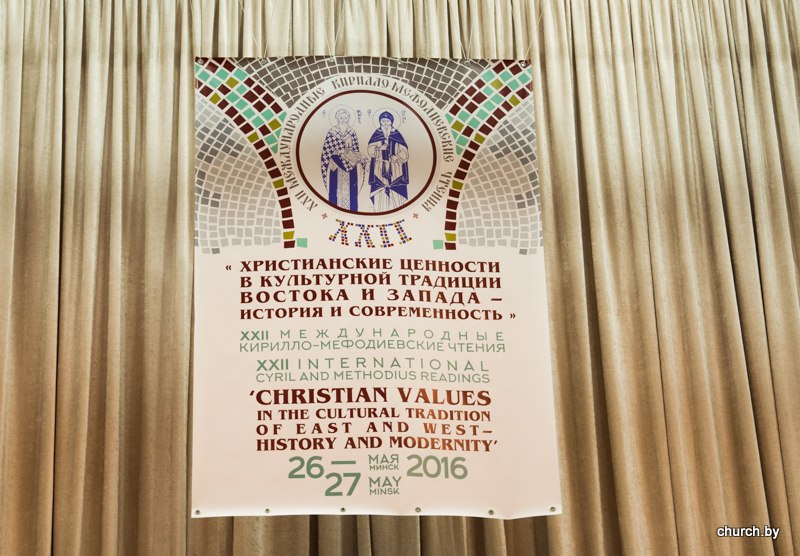 XXII МЕЖДУНАРОДНЫЕ КИРИЛЛО-МЕФОДИЕВСКИЕ ЧТЕНИЯ
XXII
« ХРИСТИАНСКИЕ ЦЕННОСТИ
В КУЛЬТУРНОЙ ТРАДИЦИИ
ВОСТОКА И ЗАПАДА –
ИСТОРИЯ И СОВРЕМЕННОСТЬ »
XXII МЕЖДУНАРОДНЫЕ
КИРИЛЛО-МЕФОДИЕВСКИЕ ЧТЕНИЯ
XXII INTERNATIONAL
CYRIL AND METHODIUS READINGS
'CHRISTIAN VALUES
IN THE CULTURAL TRADITION
OF EAST AND WEST–
HISTORY AND MODERNITY'
26 — МАЯ МИНСК 2016
27 MAY MINSK
church.by